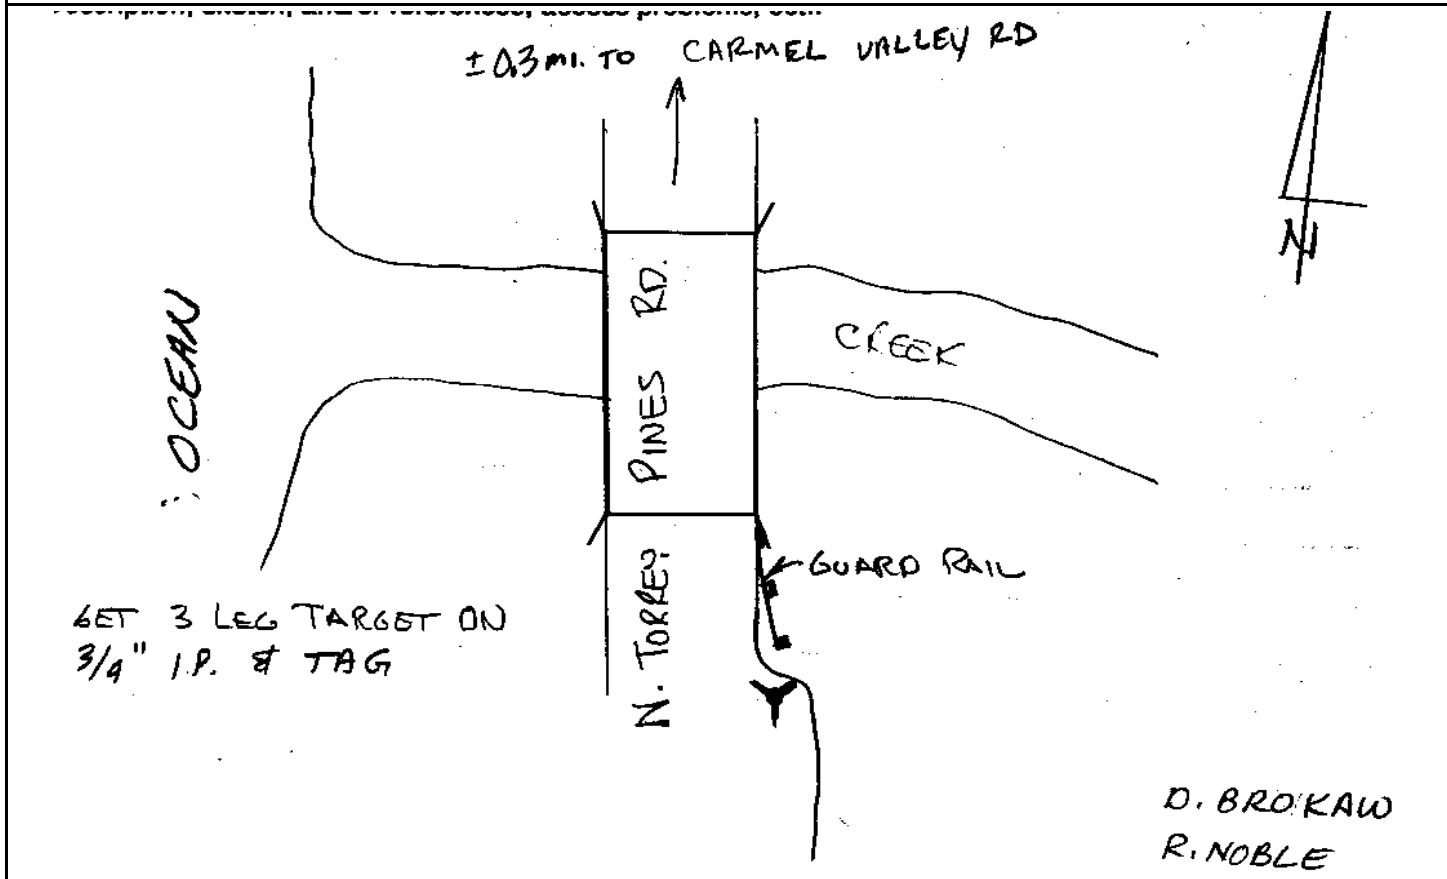 ±0.3 MI. TO CARMEL VALLEY RD
N
OCEAN
N. TORREY PINES RD.
CREEK
GUARD RAIL
SET 3 LEG TARGET ON
3/4" I.P. & TAG
D. BROKAW
R. NOBLE